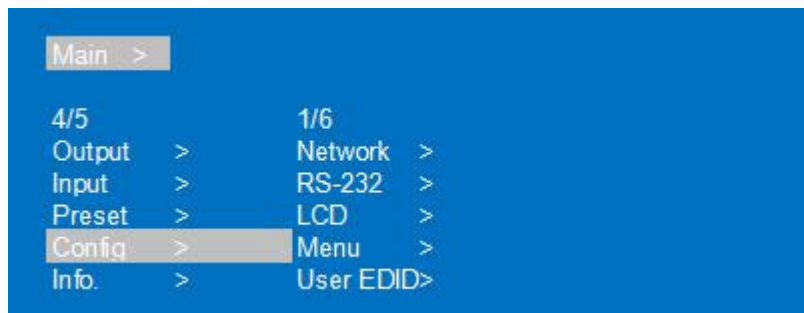 Main >
4/5 1/6
Output > Network >
Input > RS-232 >
Preset > LCD >
Config > Menu >
Info. > User EDID>